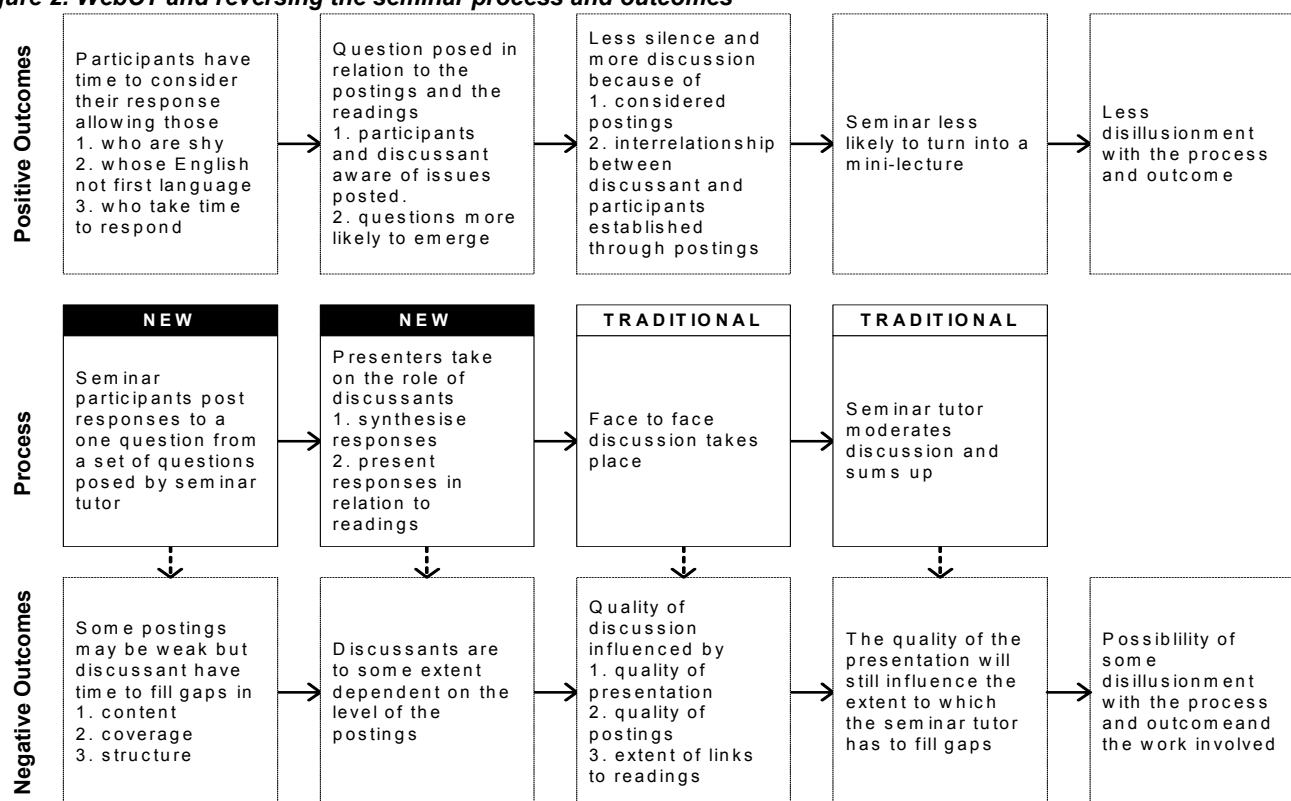 gure 2. WebCT and reversing the seminar process and outcomes
Positive Outcomes
Participants have
time to consider
their response
allowing those
1. who are shy
2. whose English
not first language
3. who take time
to respond
Question posed in
relation to the
postings and the
readings
1. participants
and discussant
aware of issues
posted.
2. questions more
likely to emerge
Less silence and
more discussion
because of
1. considered
postings
2. interrelationship
between
discussant and
participants
established
through postings
Seminar less
likely to turn into a
mini-lecture
Less
disillusionment
with the process
and outcome
Process
NEW
Seminar
participants post
responses to a
one question from
a set of questions
posed by seminar
tutor
NEW
Presenters take
on the role of
discussants
1. synthesise
responses
2. present
responses in
relation to
readings
TRADITIONAL
Face to face
discussion takes
place
TRADITIONAL
Seminar tutor
moderates
discussion and
sums up
Negative Outcomes
Some postings
may be weak but
discussant have
time to fill gaps in
1. content
2. coverage
3. structure
Discussants are
to some extent
dependent on the
level of the
postings
Quality of
discussion
influenced by
1. quality of
presentation
2. quality of
postings
3. extent of links
to readings
The quality of the
presentation will
still influence the
extent to which
the seminar tutor
has to fill gaps
Possiblility of
some
disillusionment
with the process
and outcomeand
the work involved